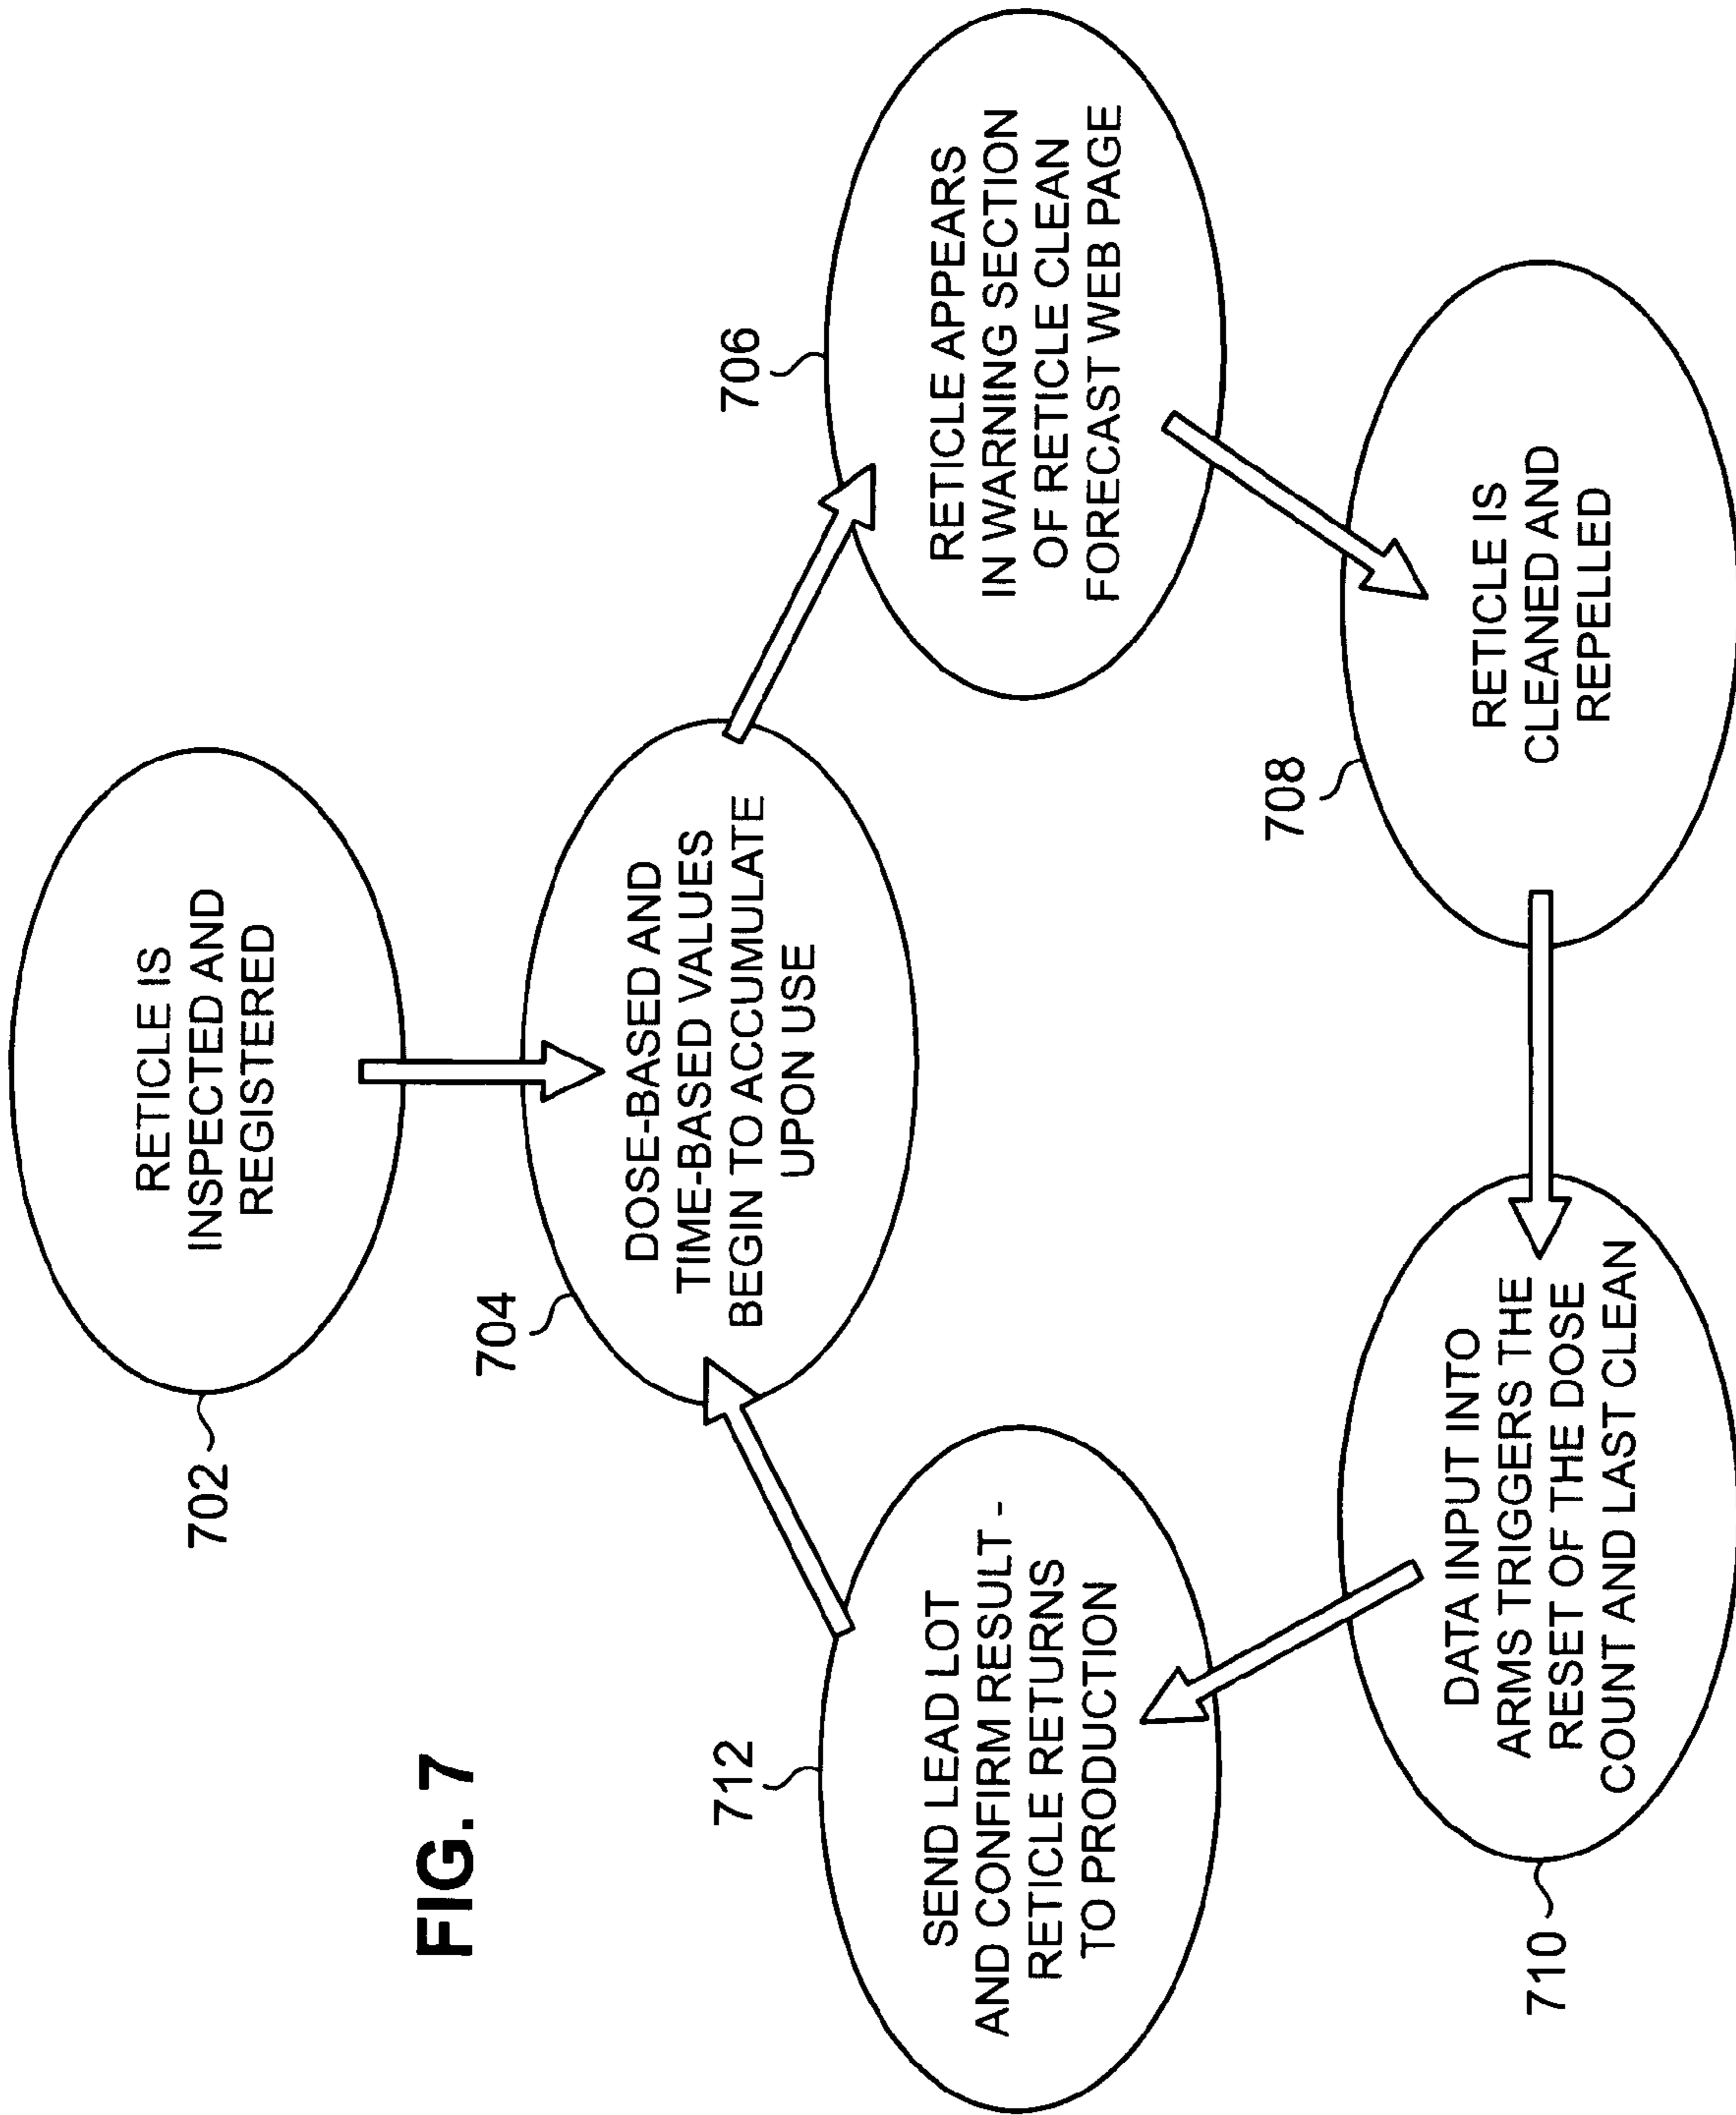 FIG. 7
702
RETICLE IS
INSPECTED AND
REGISTERED
704
DOSE-BASED AND
TIME-BASED VALUES
BEGIN TO ACCUMULATE
UPON USE
706
RETICLE APPEARS
IN WARNING SECTION
OF RETICLE CLEAN
FORECAST WEB PAGE
708
RETICLE IS
CLEANED AND
REPELLED
710
DATA INPUT INTO
ARMS TRIGGERS THE
RESET OF THE DOSE
COUNT AND LAST CLEAN
712
SEND LEAD LOT
AND CONFIRM RESULT -
RETICLE RETURNS
TO PRODUCTION